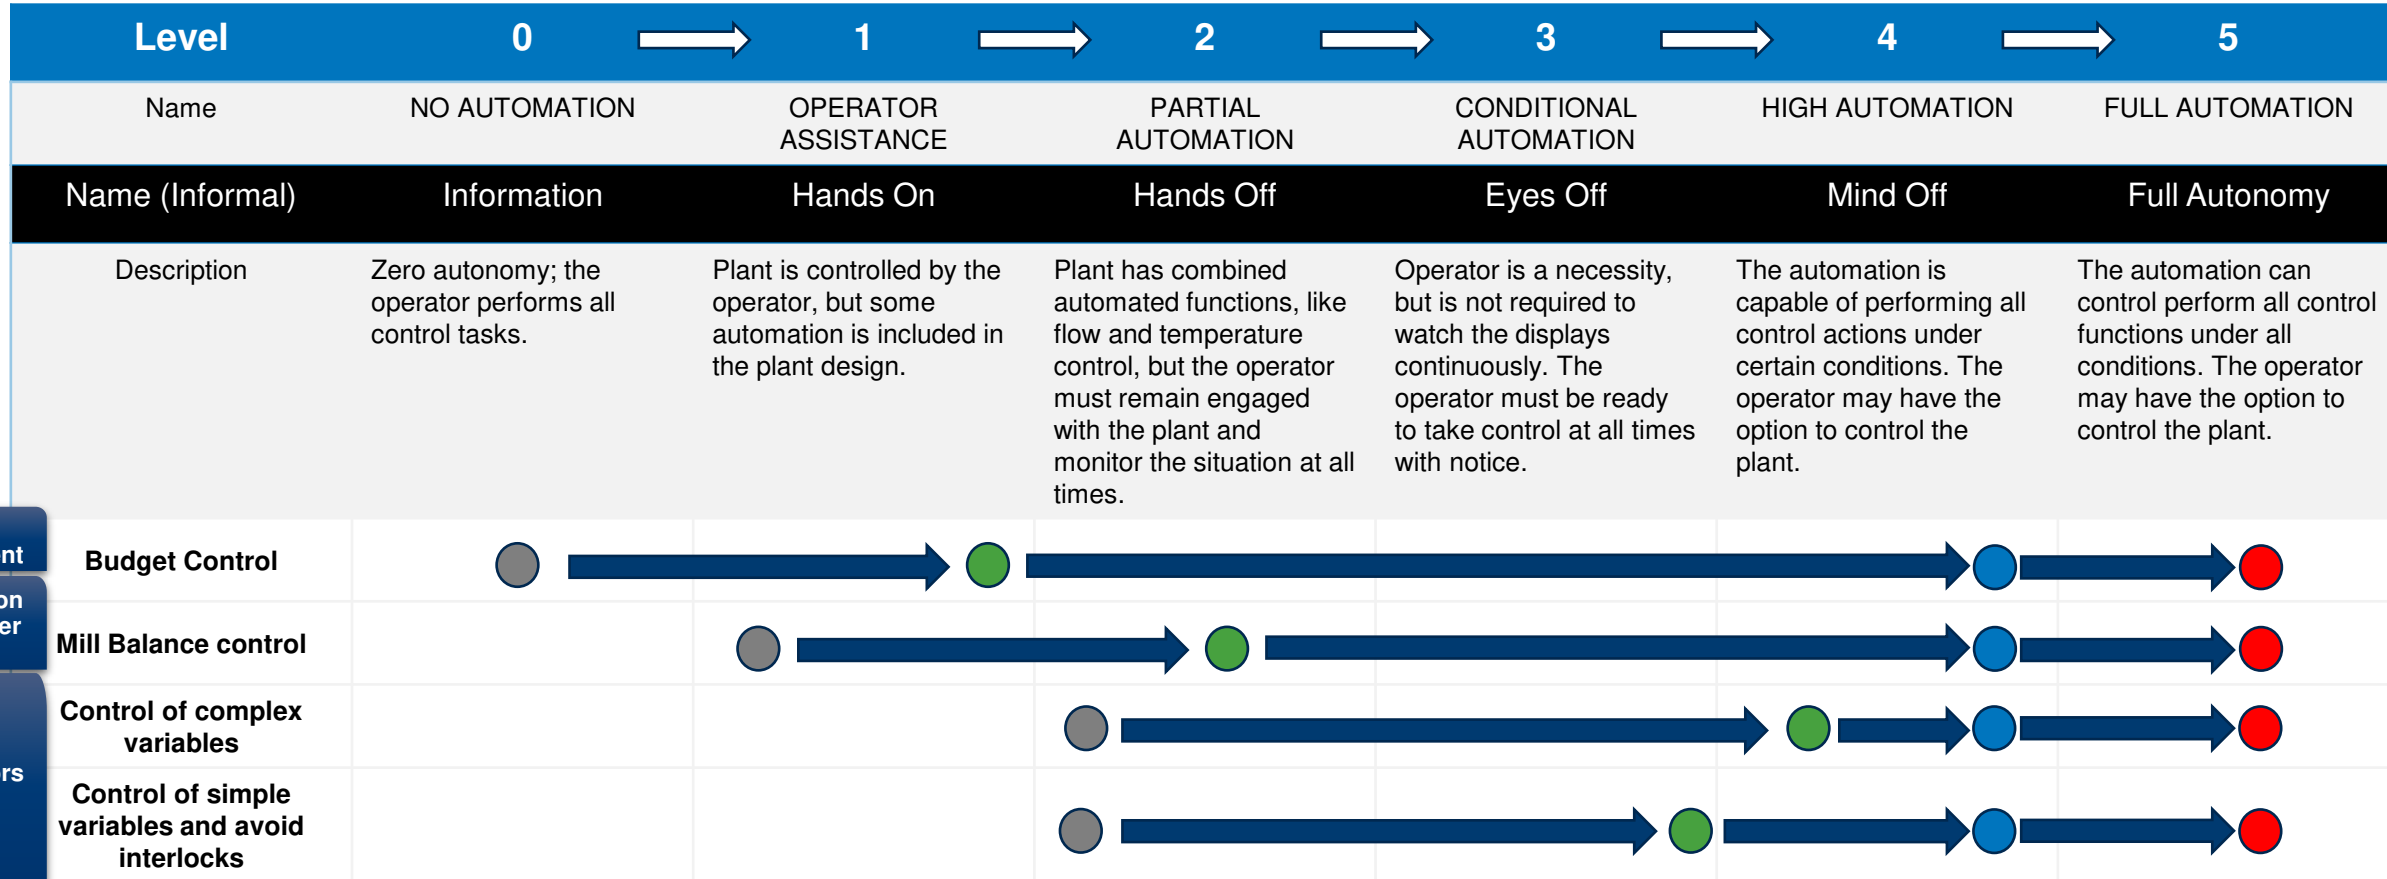 Level 0 1 2 3 4 5
Name NO AUTOMATION OPERATOR ASSISTANCE PARTIAL AUTOMATION CONDITIONAL AUTOMATION HIGH AUTOMATION FULL AUTOMATION
Name (Informal) Information Hands On Hands Off Eyes Off Mind Off Full Autonomy
Description
Zero autonomy; the
operator performs all
control tasks.
Plant is controlled by the
operator, but some
automation is included in
the plant design.
Plant has combined
automated functions, like
flow and temperature
control, but the operator
must remain engaged
with the plant and
monitor the situation at all
times.
Operator is a necessity,
but is not required to
watch the displays
continuously. The
operator must be ready
to take control at all times
with notice.
The automation is
capable of performing all
control actions under
certain conditions. The
operator may have the
option to control the
plant.
The automation can
control perform all control
functions under all
conditions. The operator
may have the option to
control the plant.
nt
Budget Control
on
er
Mill Balance control
Control of complex
variables
rs
Control of simple
variables and avoid
interlocks